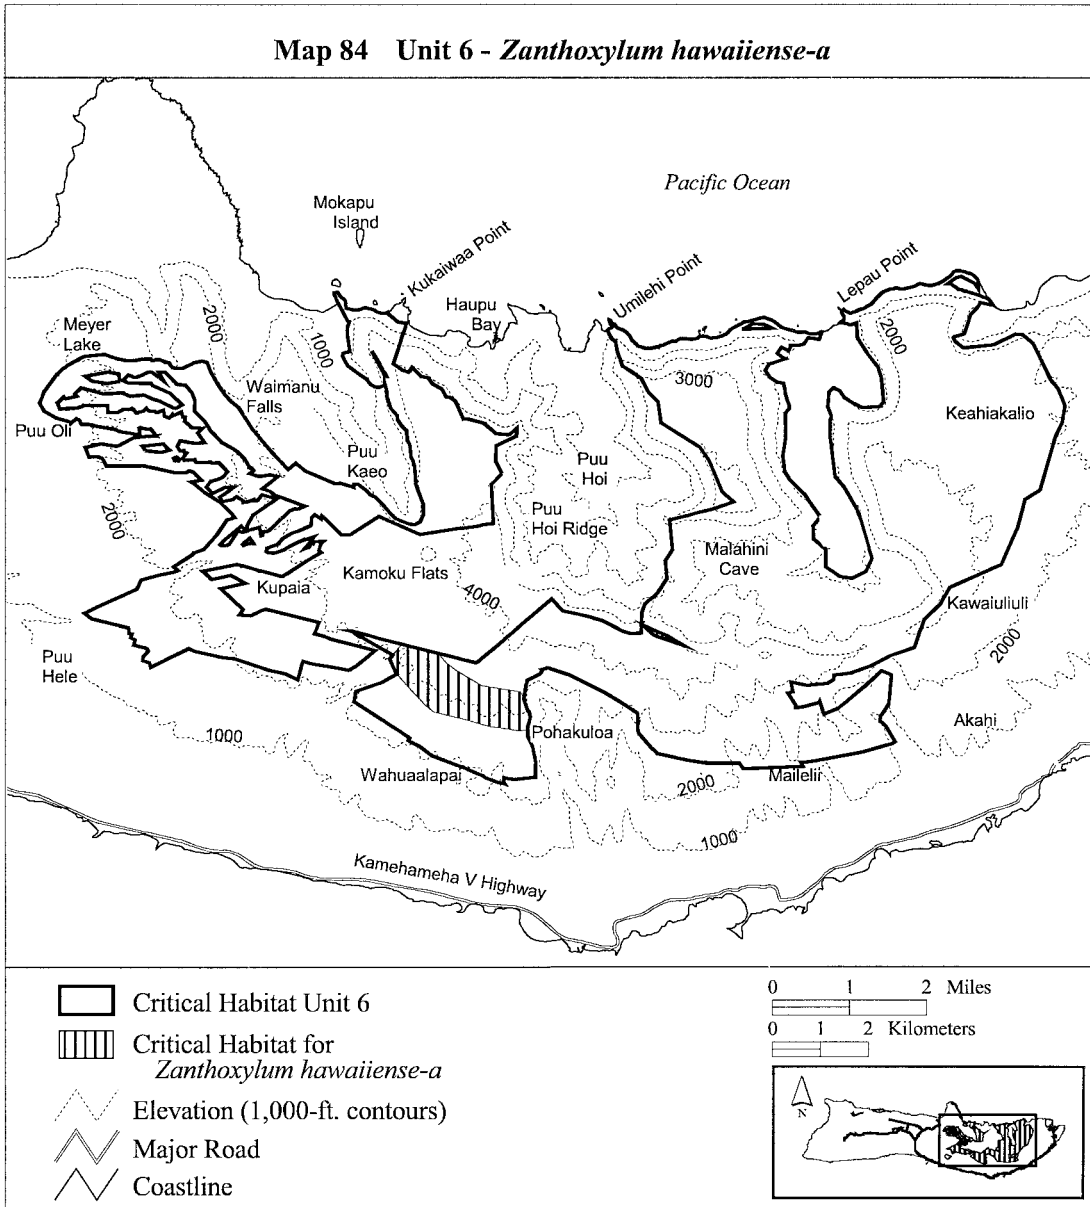 Map 84 Unit 6 - Zanthoxylum hawaiiense-a
Pacific Ocean
Mokapu
Island
Kukaiwaa Point
Umilehi Point
Lepau Point
Haupu
Bay
Meyer
Lake
2000
1000
2000
3000
Waimanu
Falls
Keahiakalio
Puu Oli
Puu
Kaeo
Puu
Hoi
2000
Puu
Hoi Ridge
Malahini
Cave
Kupaia
Kamoku Flats
4000
Kawaiuliuli
2000
Puu
Hele
1000
Pohakuloa
Akahi
Wahuaalapai
2000
Mailelii
1000
Kamehameha V Highway
Critical Habitat Unit 6
Critical Habitat for
Zanthoxylum hawaiiense-a
Elevation (1,000-ft. contours)
Major Road
Coastline
0 1 2 Miles
0 1 2 Kilometers
N